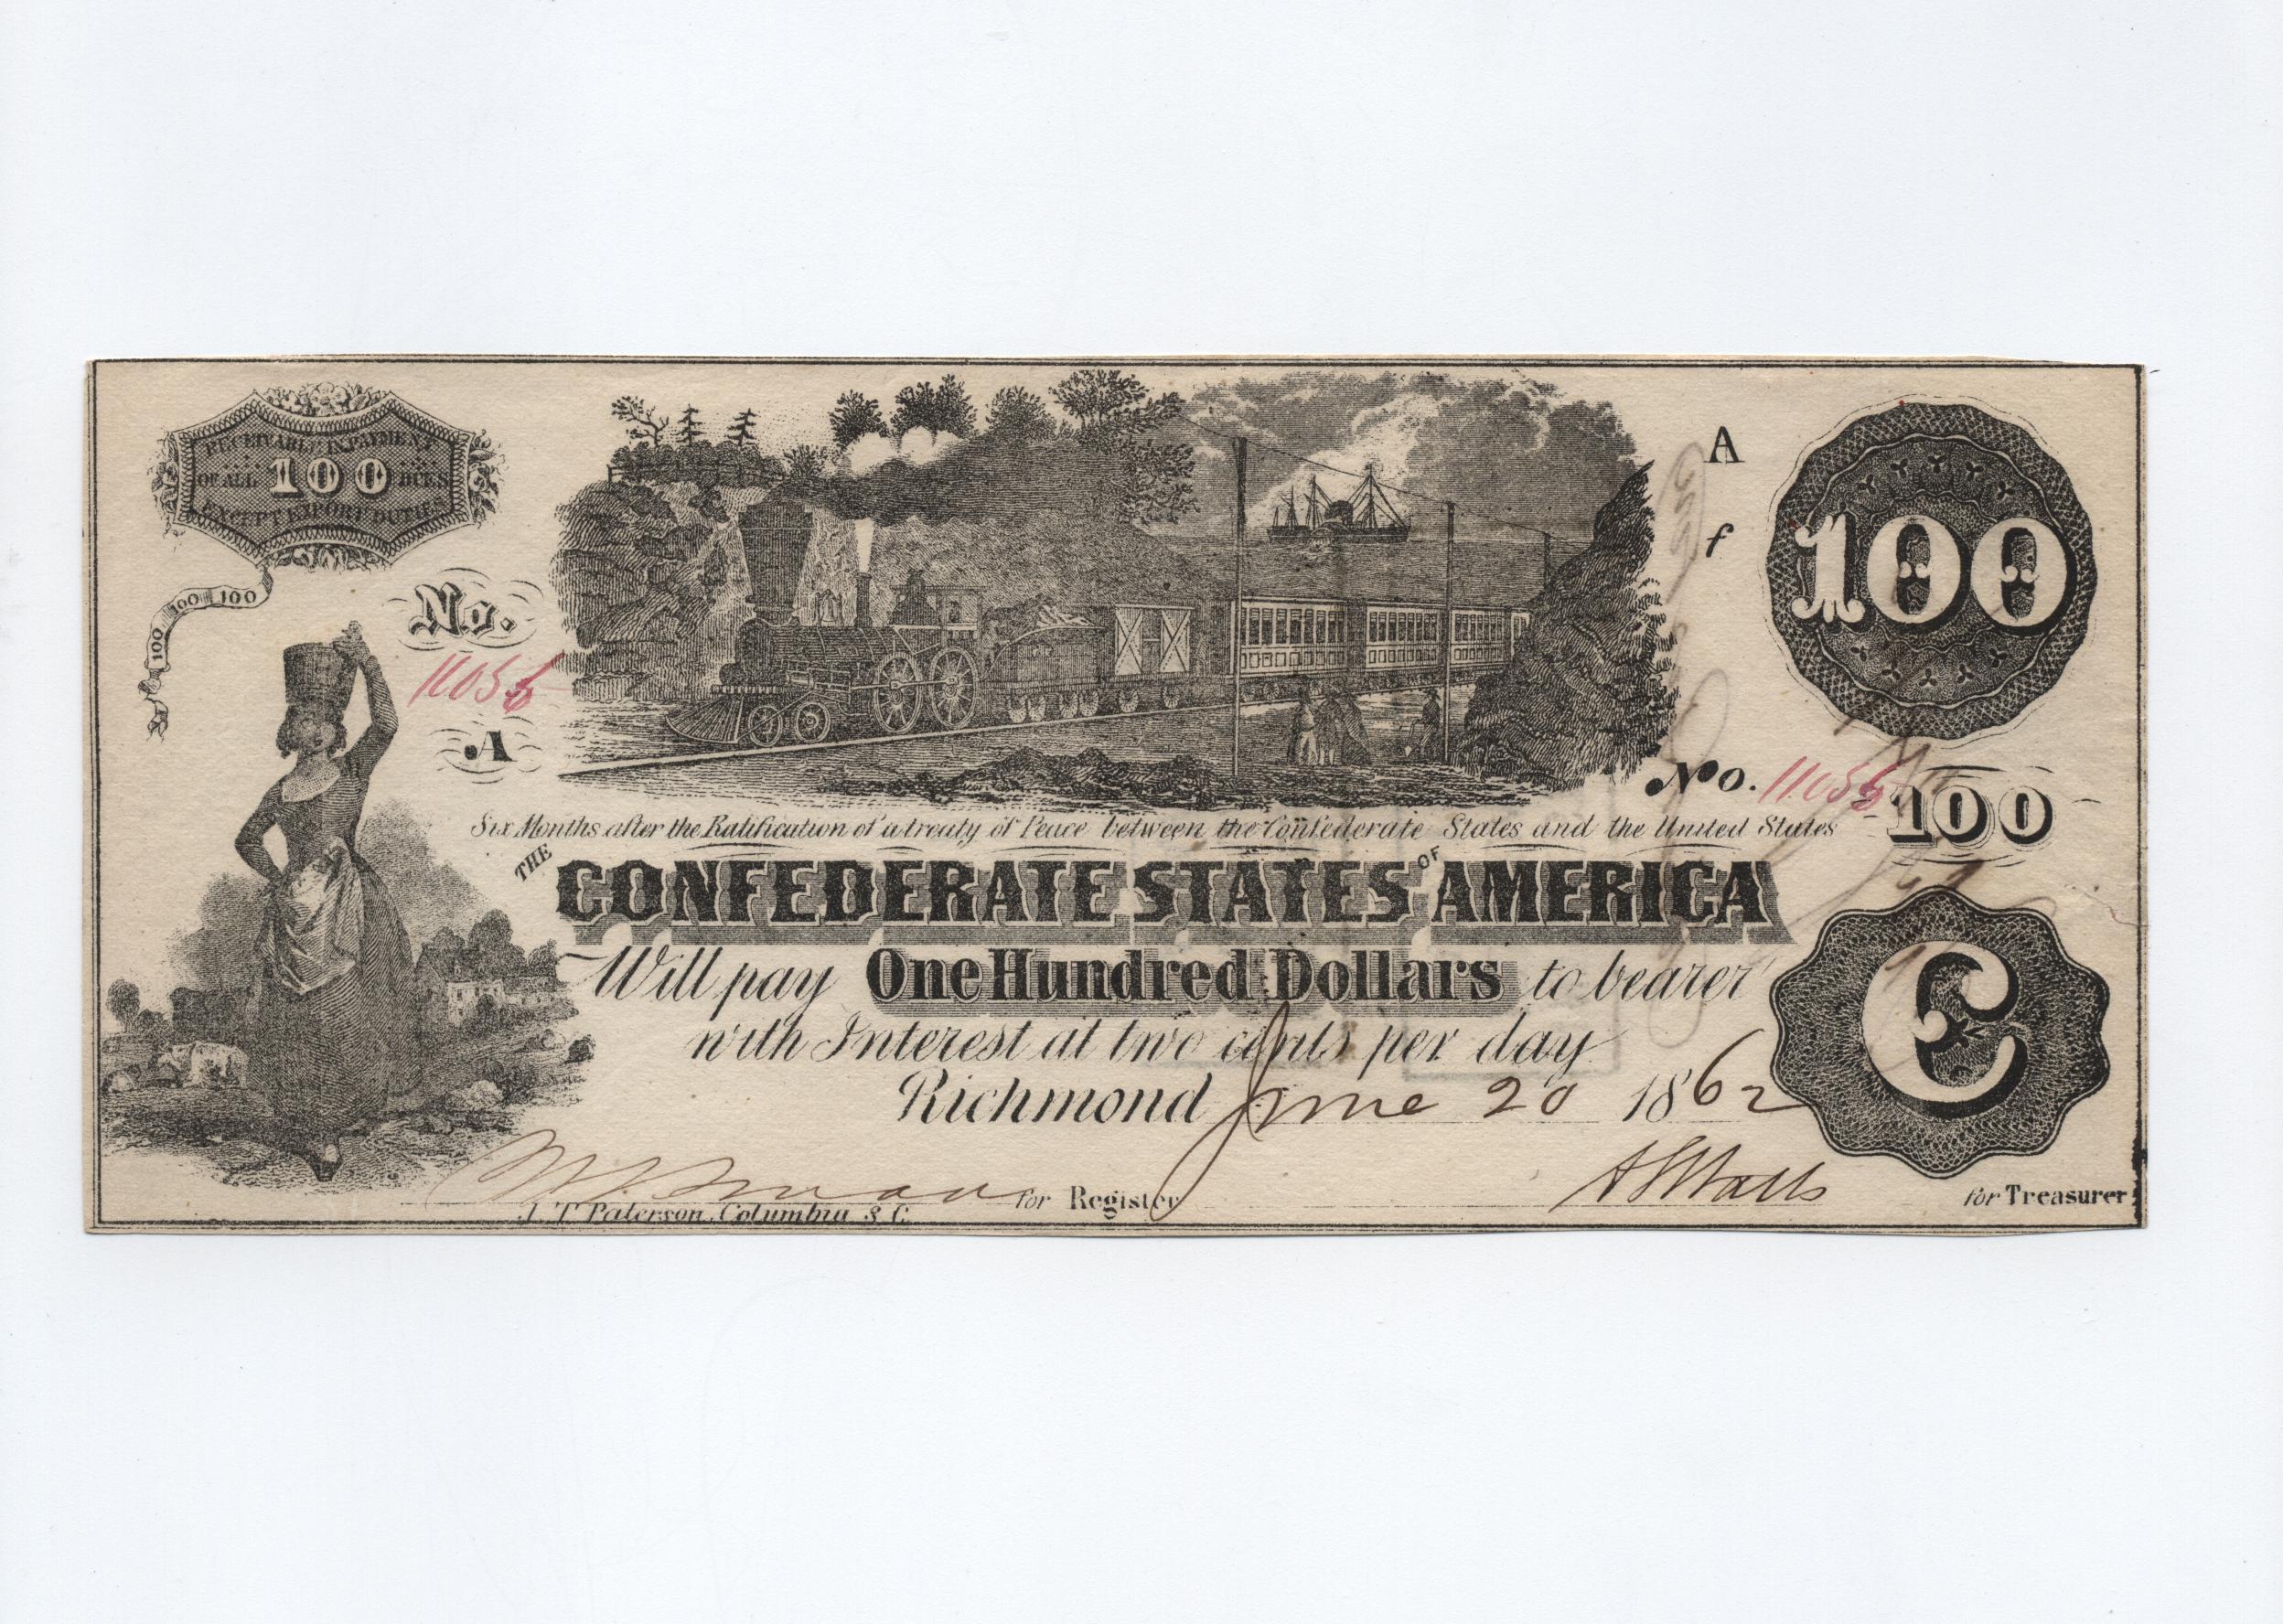 RECEIVABLE IN PAYMENT
OF ALL 100 DUES
EXCEPT EXPORT DUTIES
100 100 100
No.
A
A
f
100
No.
100
Six Months after the Ratification of a treaty of Peace between the Confederate States and the United States
THE CONFEDERATE STATES OF AMERICA
Will pay One Hundred Dollars to bearer
with Interest at two cents per day
Richmond June 20 1862
C
for Register
for Treasurer
J. T. Paterson, Columbia S. C.